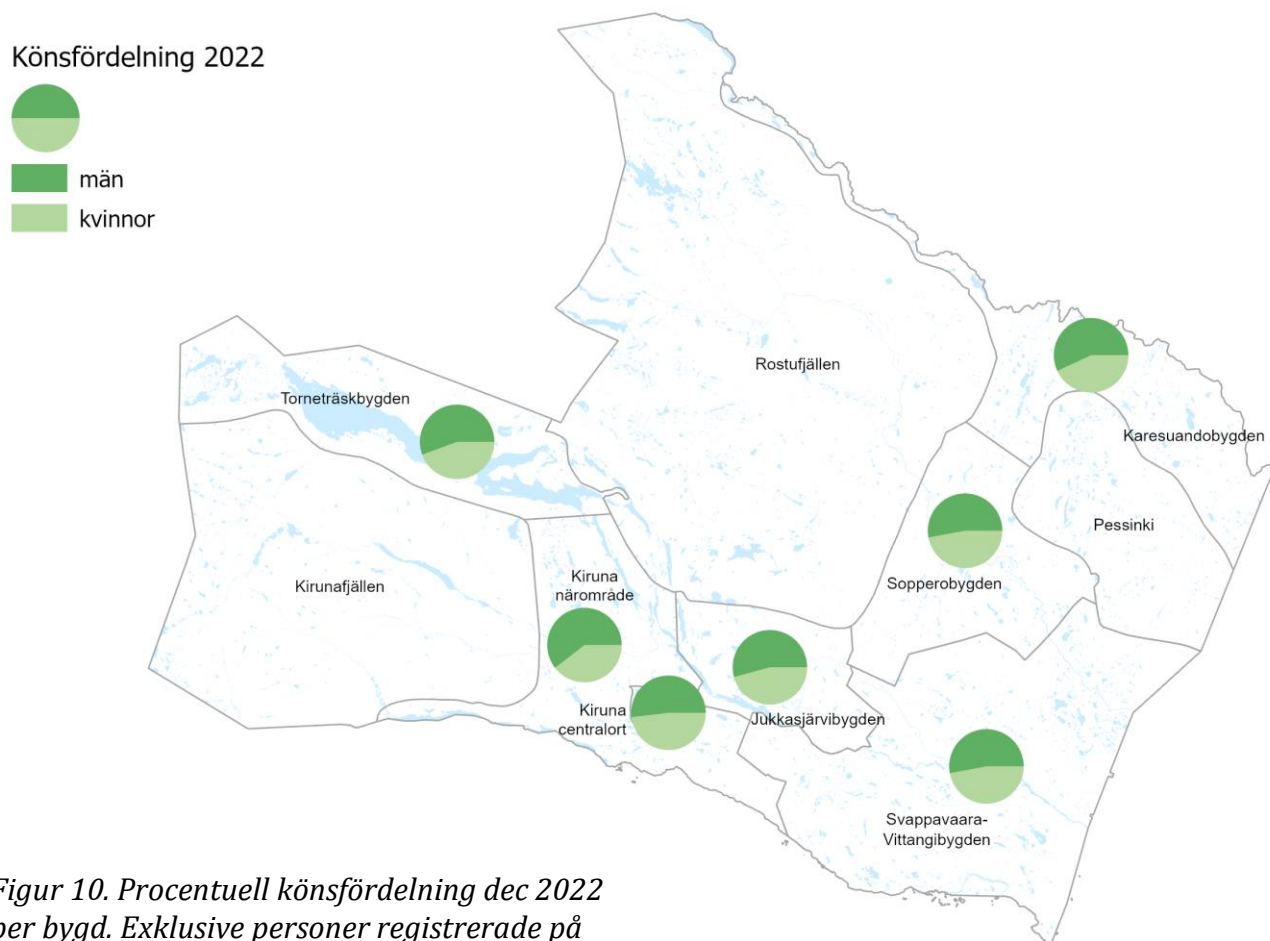 Könsfördelning 2022
män
kvinnor
Rostufjällen
Torneträskbygden
Karesuandobygden
Pessinki
Kirunafjällen
Kiruna
närområde
Sopperobygden
Kiruna
centralort
Jukkasjärvibygden
Svappavaara-
Vittangibygden
Figur 10. Procentuell könsfördelning dec 2022
per bygd. Exklusive personer registrerade på